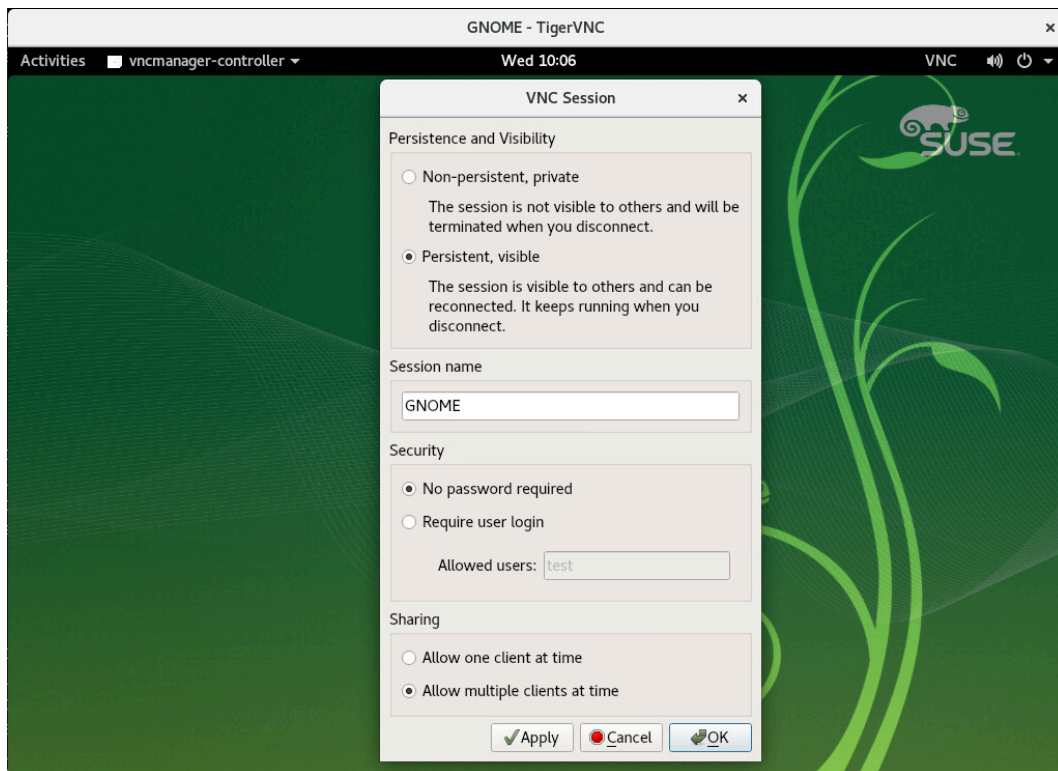 GNOME - TigerVNC
Activities vncmanager-controller Wed 10:06 VNC
VNC Session
SUSE
Persistence and Visibility
Non-persistent, private
The session is not visible to others and will be
terminated when you disconnect.
Persistent, visible
The session is visible to others and can be
reconnected. It keeps running when you
disconnect.
Session name
GNOME
Security
No password required
Require user login
Allowed users: test
Sharing
Allow one client at time
Allow multiple clients at time
Apply Cancel OK